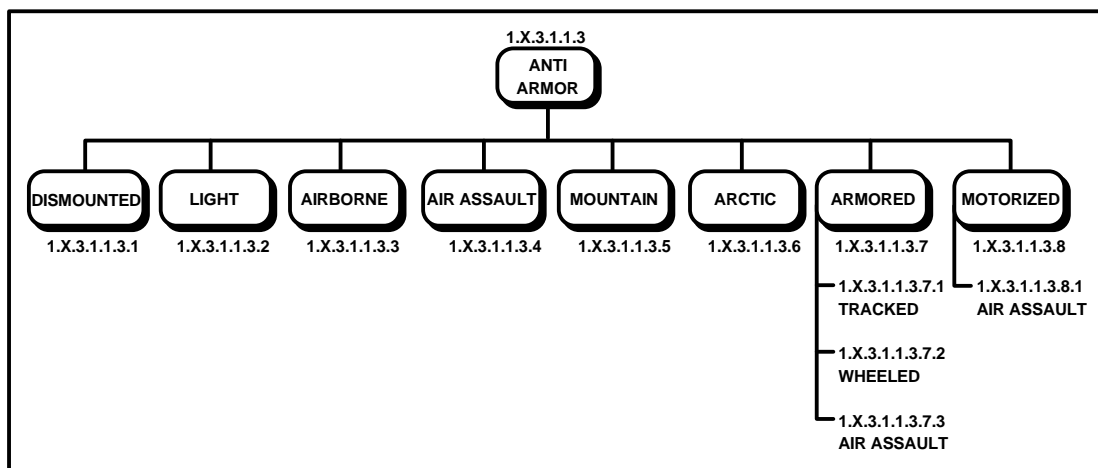 1.X.3.1.1.3
ANTI
ARMOR
DISMOUNTED
LIGHT
AIRBORNE
AIR ASSAULT
MOUNTAIN
ARCTIC
ARMORED
MOTORIZED
1.X.3.1.1.3.1
1.X.3.1.1.3.2
1.X.3.1.1.3.3
1.X.3.1.1.3.4
1.X.3.1.1.3.5
1.X.3.1.1.3.6
1.X.3.1.1.3.7
1.X.3.1.1.3.8
1.X.3.1.1.3.7.1
TRACKED
1.X.3.1.1.3.7.2
WHEELED
1.X.3.1.1.3.7.3
AIR ASSAULT
1.X.3.1.1.3.8.1
AIR ASSAULT